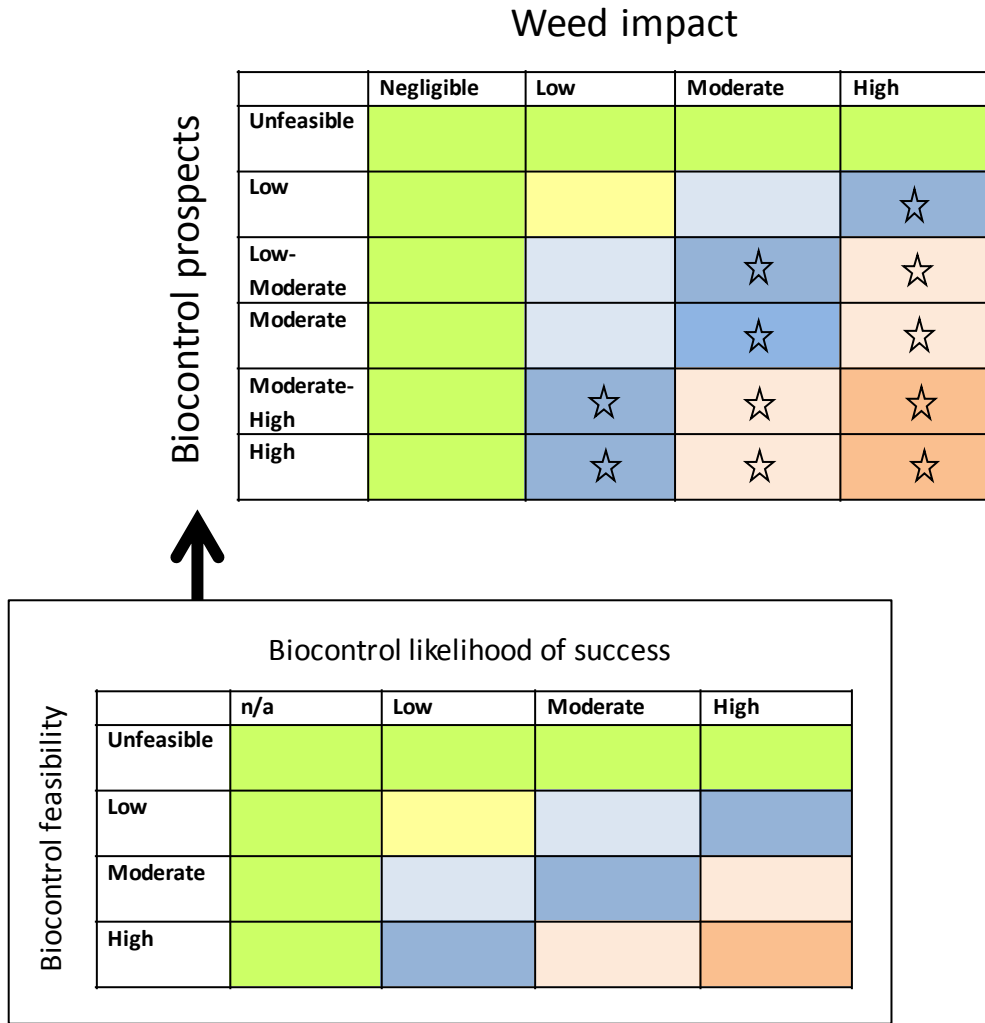 Weed impact
Negligible Low Moderate High
Biocontrol prospects
Unfeasible
Low
Low-
Moderate
Moderate
Moderate-
High
High
Biocontrol likelihood of success
n/a Low Moderate High
Biocontrol feasibility
Unfeasible
Low
Moderate
High